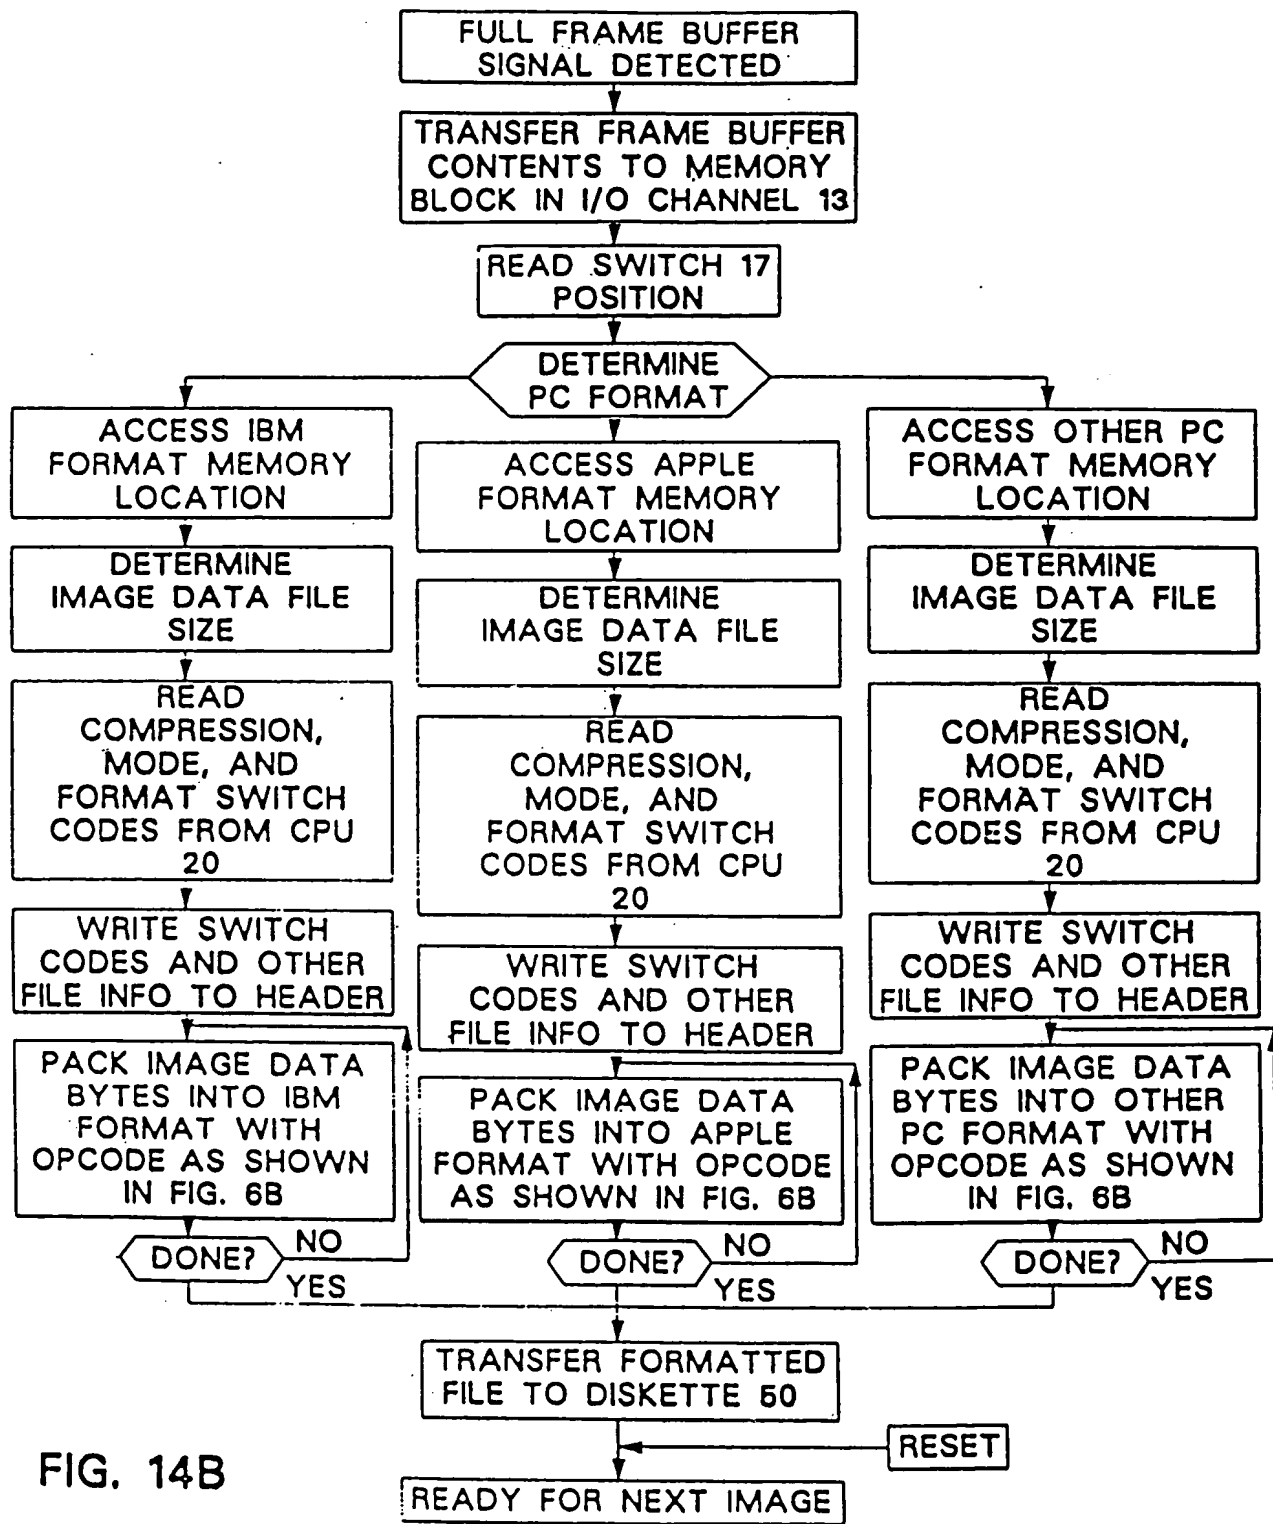 FULL FRAME BUFFER
SIGNAL DETECTED
TRANSFER FRAME BUFFER
CONTENTS TO MEMORY
BLOCK IN I/O CHANNEL 13
READ SWITCH 17
POSITION
DETERMINE
PC FORMAT
ACCESS IBM
FORMAT MEMORY
LOCATION
DETERMINE
IMAGE DATA FILE
SIZE
READ
COMPRESSION,
MODE, AND
FORMAT SWITCH
CODES FROM CPU
20
WRITE SWITCH
CODES AND OTHER
FILE INFO TO HEADER
PACK IMAGE DATA
BYTES INTO IBM
FORMAT WITH
OPCODE AS SHOWN
IN FIG. 6B
DONE?
NO
YES
ACCESS APPLE
FORMAT MEMORY
LOCATION
DETERMINE
IMAGE DATA FILE
SIZE
READ
COMPRESSION,
MODE, AND
FORMAT SWITCH
CODES FROM CPU
20
WRITE SWITCH
CODES AND OTHER
FILE INFO TO HEADER
PACK IMAGE DATA
BYTES INTO APPLE
FORMAT WITH OPCODE
AS SHOWN IN FIG. 6B
DONE?
NO
YES
ACCESS OTHER PC
FORMAT MEMORY
LOCATION
DETERMINE
IMAGE DATA FILE
SIZE
READ
COMPRESSION,
MODE, AND
FORMAT SWITCH
CODES FROM CPU
20
WRITE SWITCH
CODES AND OTHER
FILE INFO TO HEADER
PACK IMAGE DATA
BYTES INTO OTHER
PC FORMAT WITH
OPCODE AS SHOWN
IN FIG. 6B
DONE?
NO
YES
TRANSFER FORMATTED
FILE TO DISKETTE 50
RESET
READY FOR NEXT IMAGE
FIG. 14B